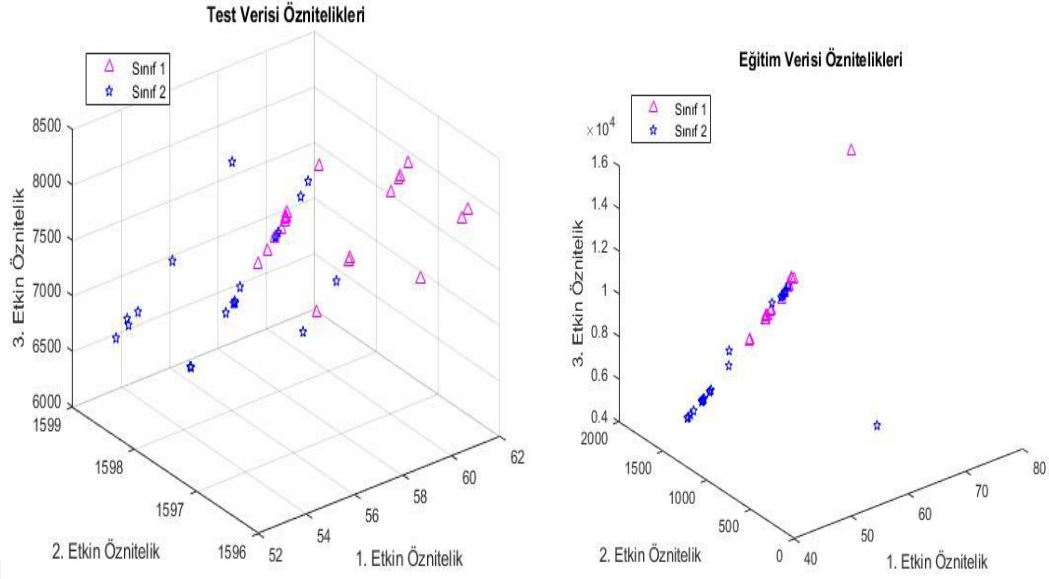 Test Verisi Öznitelikleri
Sınıf 1
Sınıf 2
8500
8000
7500
7000
6500
6000
3. Etkin Öznitelik
1599
1598
1597
1596
2. Etkin Öznitelik
52
54
56
58
60
62
1. Etkin Öznitelik
Eğitim Verisi Öznitelikleri
Sınıf 1
Sınıf 2
×10⁴
1.6
1.4
1.2
1
0.8
0.6
0.4
3. Etkin Öznitelik
2000
1500
1000
500
0
2. Etkin Öznitelik
40
50
60
70
80
1. Etkin Öznitelik